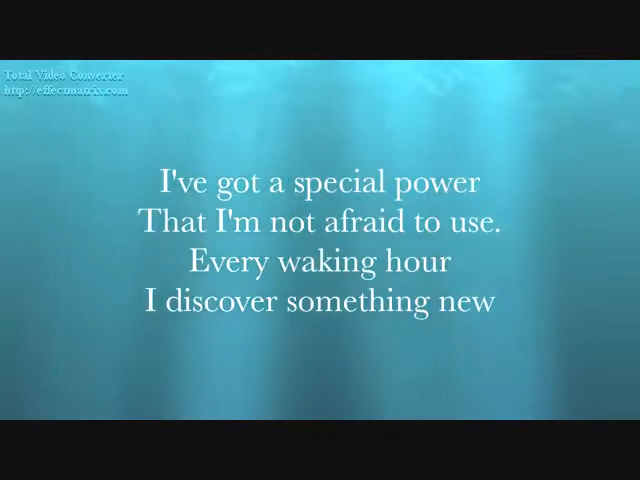 Total Video Converter
http://effectmatrix.com
I've got a special power
That I'm not afraid to use.
Every waking hour
I discover something new